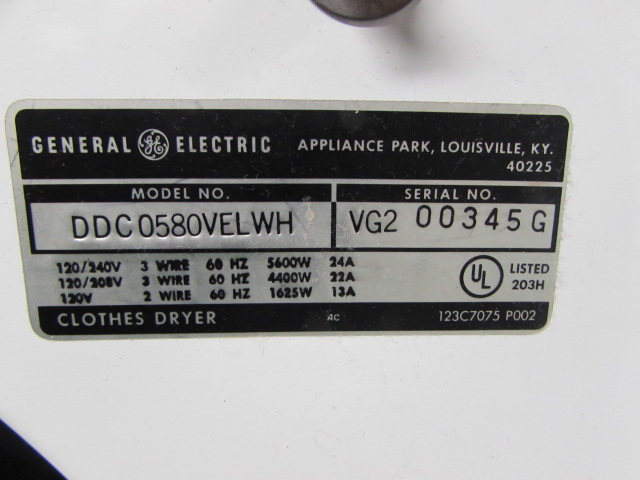 GENERAL GE ELECTRIC APPLIANCE PARK, LOUISVILLE, KY.
40225
MODEL NO. SERIAL NO.
DDC0580VELWH VG2 00345G
120/240V 3 WIRE 60 HZ 5600W 24A
120/208V 3 WIRE 60 HZ 4400W 22A
120V 2 WIRE 60 HZ 1625W 13A
UL LISTED
203H
CLOTHES DRYER AC 123C7075 P002